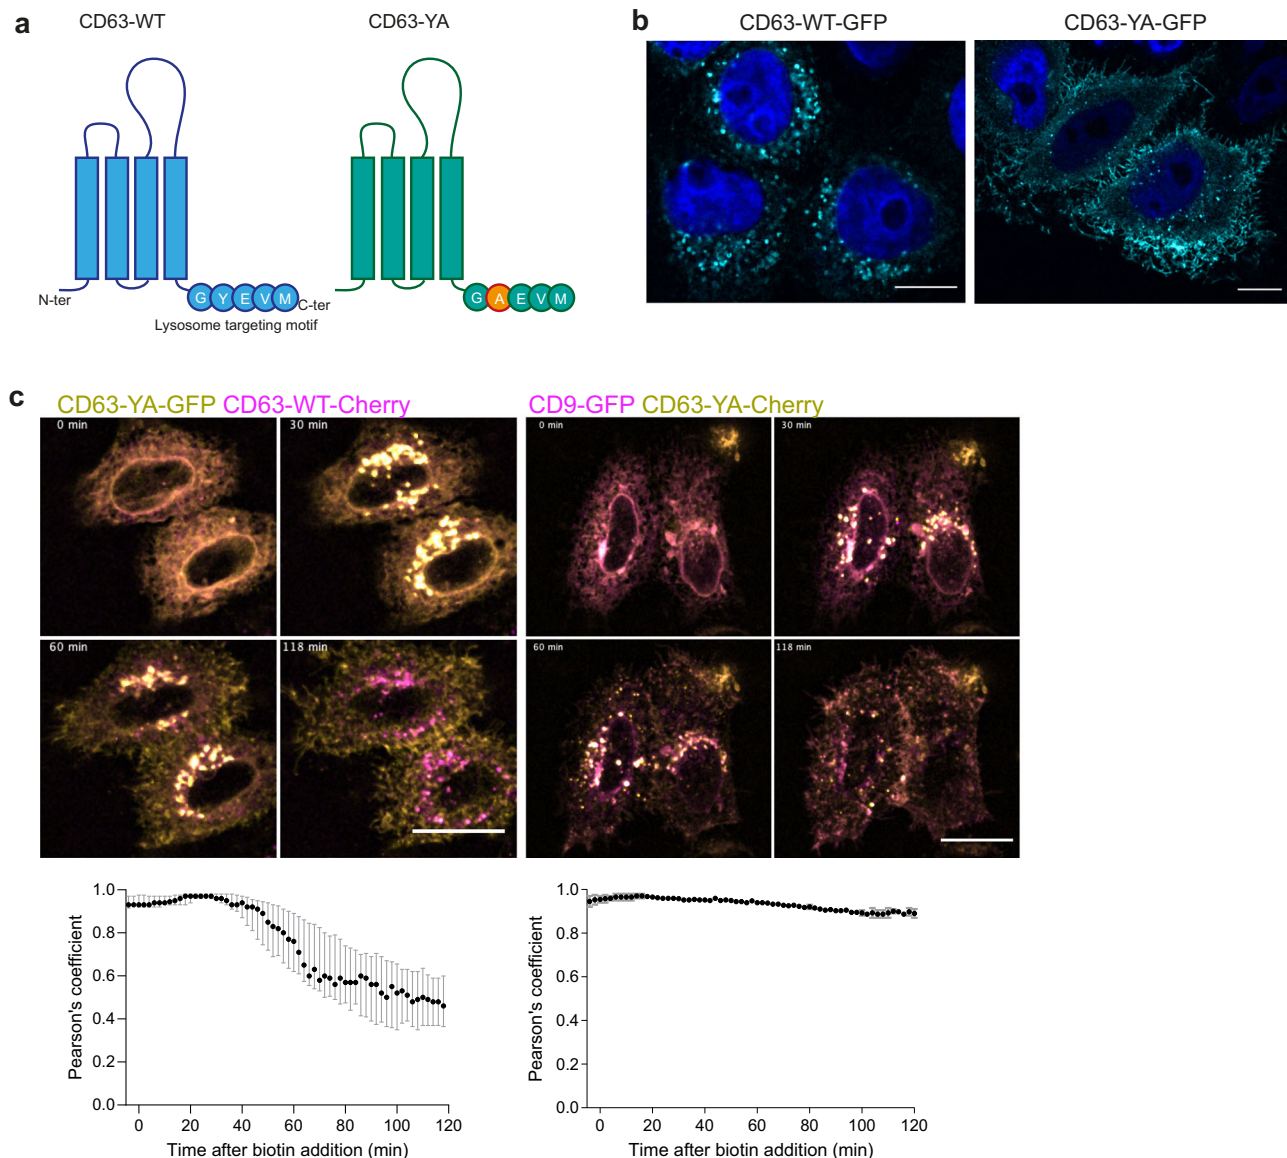 a
CD63-WT
CD63-YA
N-ter
G Y E V M
C-ter
Lysosome targeting motif
G A E V M
b
CD63-WT-GFP
CD63-YA-GFP
c
CD63-YA-GFP CD63-WT-Cherry
0 min
30 min
60 min
118 min
CD9-GFP CD63-YA-Cherry
0 min
30 min
60 min
118 min
Pearson's coefficient
1.0
0.8
0.6
0.4
0.2
0.0
0 20 40 60 80 100 120
Time after biotin addition (min)
Pearson's coefficient
1.0
0.8
0.6
0.4
0.2
0.0
0 20 40 60 80 100 120
Time after biotin addition (min)